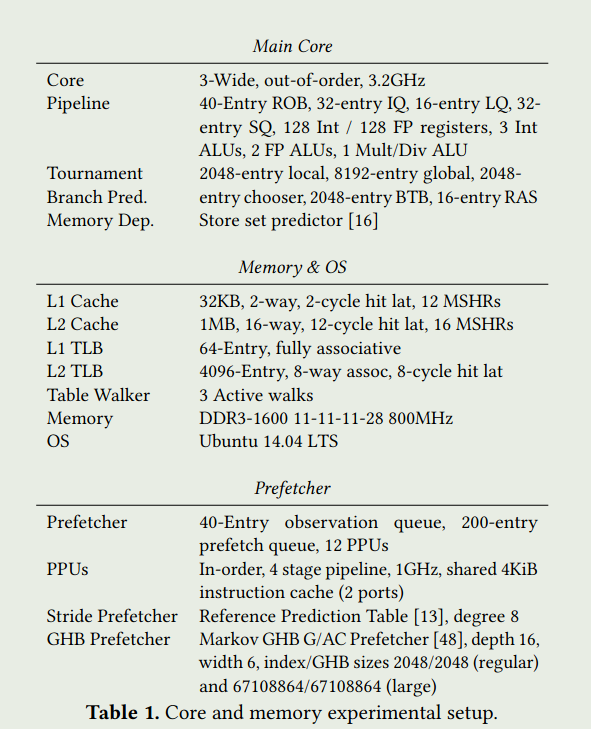 Main Core
Core 3-Wide, out-of-order, 3.2GHz
Pipeline 40-Entry ROB, 32-entry IQ, 16-entry LQ, 32-
entry SQ, 128 Int / 128 FP registers, 3 Int
ALUs, 2 FP ALUs, 1 Mult/Div ALU
Tournament 2048-entry local, 8192-entry global, 2048-
Branch Pred. entry chooser, 2048-entry BTB, 16-entry RAS
Memory Dep. Store set predictor [16]
Memory & OS
L1 Cache 32KB, 2-way, 2-cycle hit lat, 12 MSHRs
L2 Cache 1MB, 16-way, 12-cycle hit lat, 16 MSHRs
L1 TLB 64-Entry, fully associative
L2 TLB 4096-Entry, 8-way assoc, 8-cycle hit lat
Table Walker 3 Active walks
Memory DDR3-1600 11-11-11-28 800MHz
OS Ubuntu 14.04 LTS
Prefetcher
Prefetcher 40-Entry observation queue, 200-entry
prefetch queue, 12 PPUs
PPUs In-order, 4 stage pipeline, 1GHz, shared 4KiB
instruction cache (2 ports)
Stride Prefetcher Reference Prediction Table [13], degree 8
GHB Prefetcher Markov GHB G/AC Prefetcher [48], depth 16,
width 6, index/GHB sizes 2048/2048 (regular)
and 67108864/67108864 (large)
Table 1. Core and memory experimental setup.